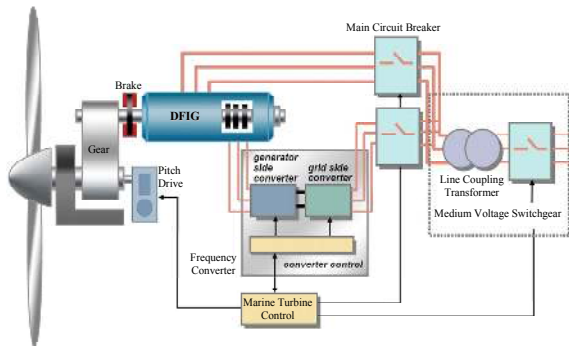 Main Circuit Breaker
Brake
DFIG
Gear
Pitch
Drive
generator
side
converter
grid side
converter
Line Coupling
Transformer
Medium Voltage Switchgear
Frequency
Converter
converter control
Marine Turbine
Control